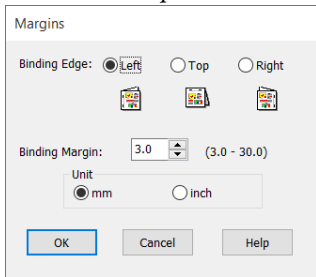 Margins
Binding Edge: Left Top Right
Binding Margin: 3.0 (3.0 - 30.0)
Unit
mm inch
OK Cancel Help